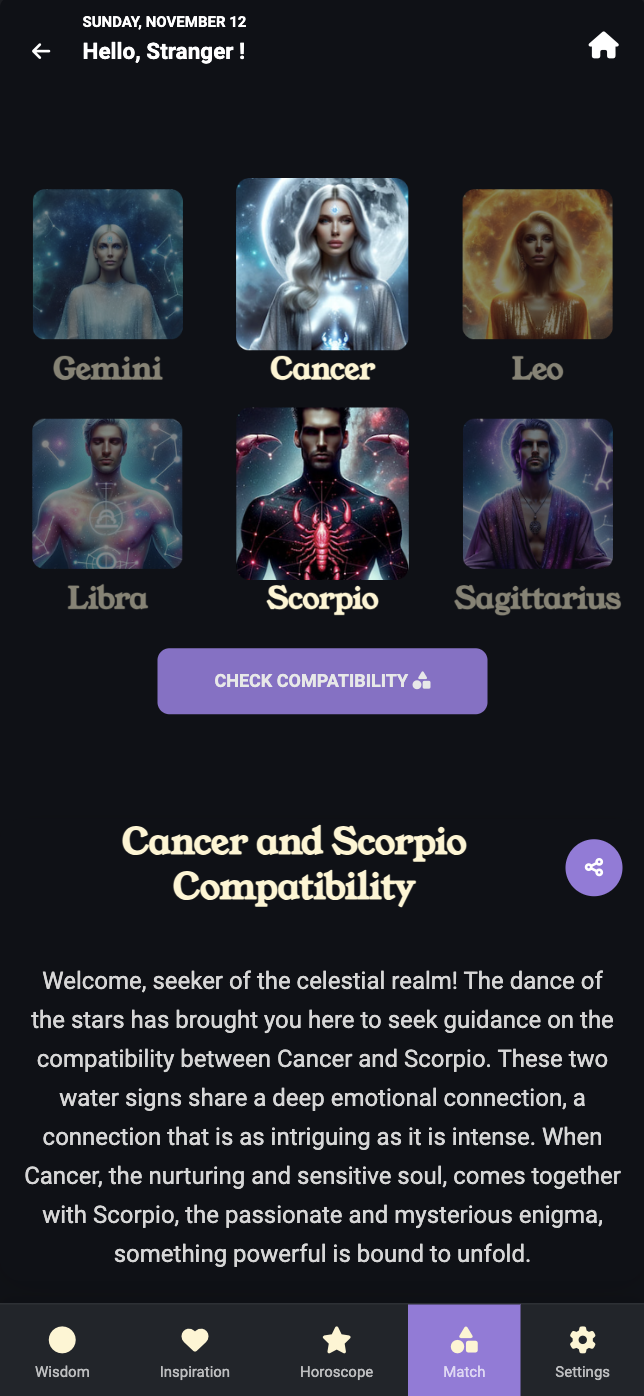 SUNDAY, NOVEMBER 12
Hello, Stranger !
Gemini
Cancer
Leo
Libra
Scorpio
Sagittarius
CHECK COMPATIBILITY
Cancer and Scorpio
Compatibility
Welcome, seeker of the celestial realm! The dance of
the stars has brought you here to seek guidance on the
compatibility between Cancer and Scorpio. These two
water signs share a deep emotional connection, a
connection that is as intriguing as it is intense. When
Cancer, the nurturing and sensitive soul, comes together
with Scorpio, the passionate and mysterious enigma,
something powerful is bound to unfold.
Wisdom
Inspiration
Horoscope
Match
Settings